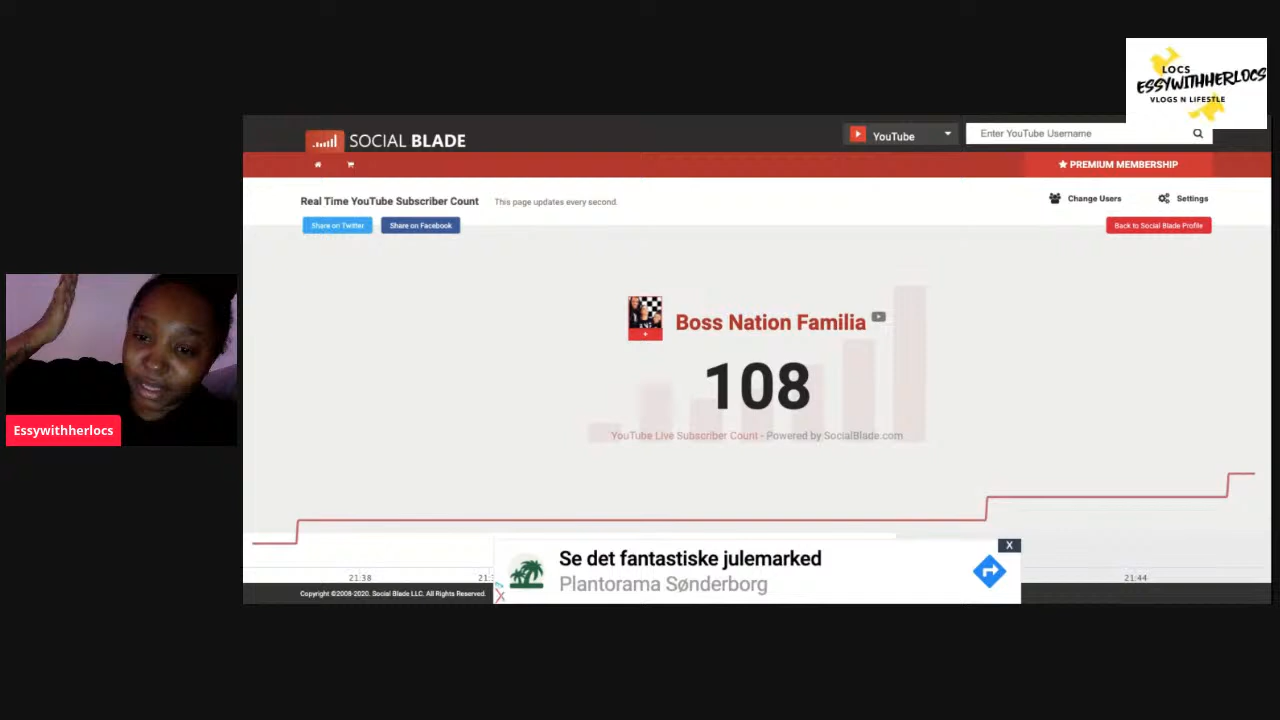 LOCS
ESSYWITHHERLOCS
VLOGS N LIFESTLE
SOCIAL BLADE
YouTube
Enter YouTube Username
PREMIUM MEMBERSHIP
Real Time YouTube Subscriber Count
This page updates every second.
Change Users
Settings
Share on Twitter
Share on Facebook
Back to Social Blade Profile
Boss Nation Familia
108
YouTube Live Subscriber Count - Powered by SocialBlade.com
Essywithherlocs
X
Se det fantastiske julemarked
Plantorama Sønderborg
21:38
21:44
Copyright ©2008-2020. Social Blade LLC. All Rights Reserved.